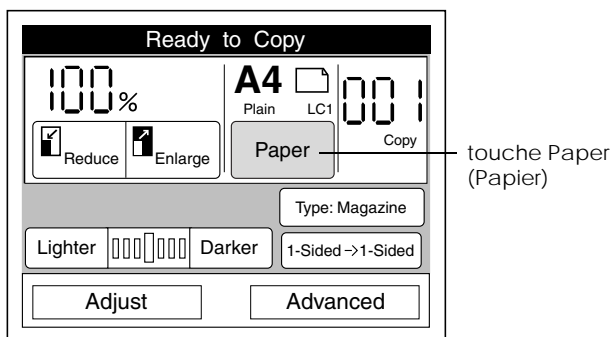 Ready to Copy
100%
A4
Plain LC1
001
Copy
Reduce
Enlarge
Paper
touche Paper
(Papier)
Type: Magazine
Lighter
Darker
1-Sided ->1-Sided
Adjust
Advanced